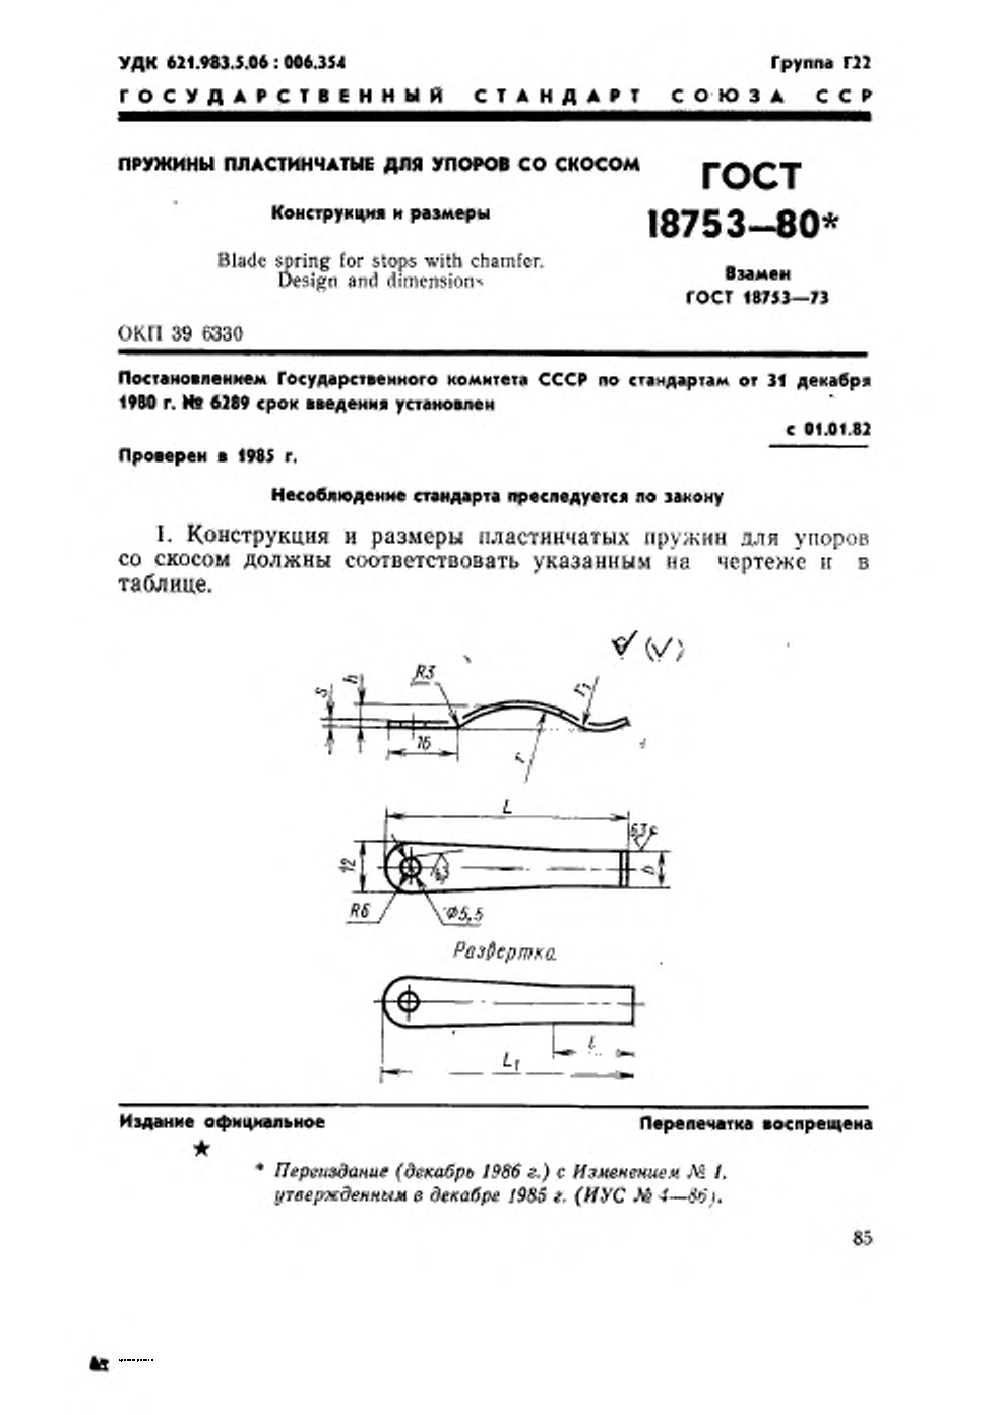 УДК 621.983.5.06 : 006.354
Группа Г22
ГОСУДАРСТВЕННЫЙ СТАНДАРТ СОЮЗА ССР
ПРУЖИНЫ ПЛАСТИНЧАТЫЕ ДЛЯ УПОРОВ СО СКОСОМ
Конструкция и размеры
Blade spring for stops with chamfer.
Design and dimensions
ГОСТ
18753—80*
Взамен
ГОСТ 18753—73
ОКП 39 6330
Постановлением Государственного комитета СССР по стандартам от 31 декабря
1980 г. № 6289 срок введения установлен
с 01.01.82
Проверен в 1985 г.
Несоблюдение стандарта преследуется по закону
1. Конструкция и размеры пластинчатых пружин для упоров
со скосом должны соответствовать указанным на чертеже и в
таблице.
s
h
R3
r1
16
r
L
6,3
12
6,3
b
R6
Ø5,5
Развертка
l
L1
Издание официальное
Перепечатка воспрещена
* Переиздание (декабрь 1986 г.) с Изменением № 1,
утвержденным в декабре 1985 г. (ИУС № 4—86).
85